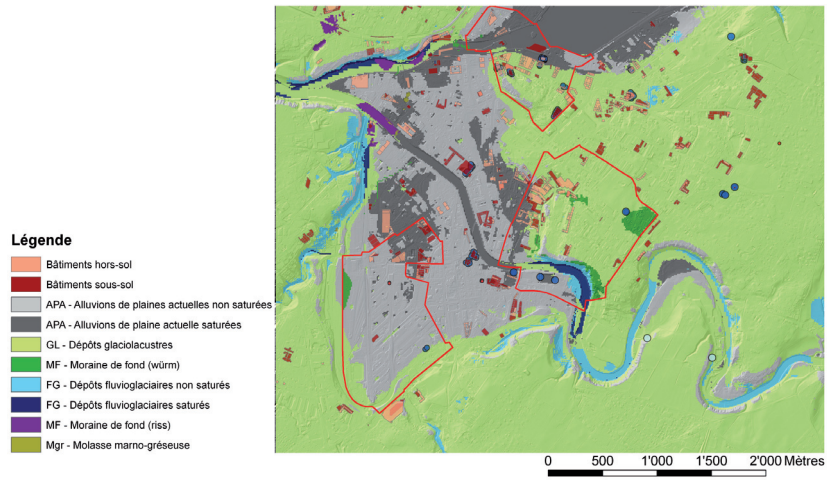 Légende
Bâtiments hors-sol
Bâtiments sous-sol
APA - Alluvions de plaines actuelles non saturées
APA - Alluvions de plaine actuelle saturées
GL - Dépôts glaciolacustres
MF - Moraine de fond (würm)
FG - Dépôts fluvioglaciaires non saturés
FG - Dépôts fluvioglaciaires saturés
MF - Moraine de fond (riss)
Mgr - Molasse marno-gréseuse
0 500 1'000 1'500 2'000 Mètres